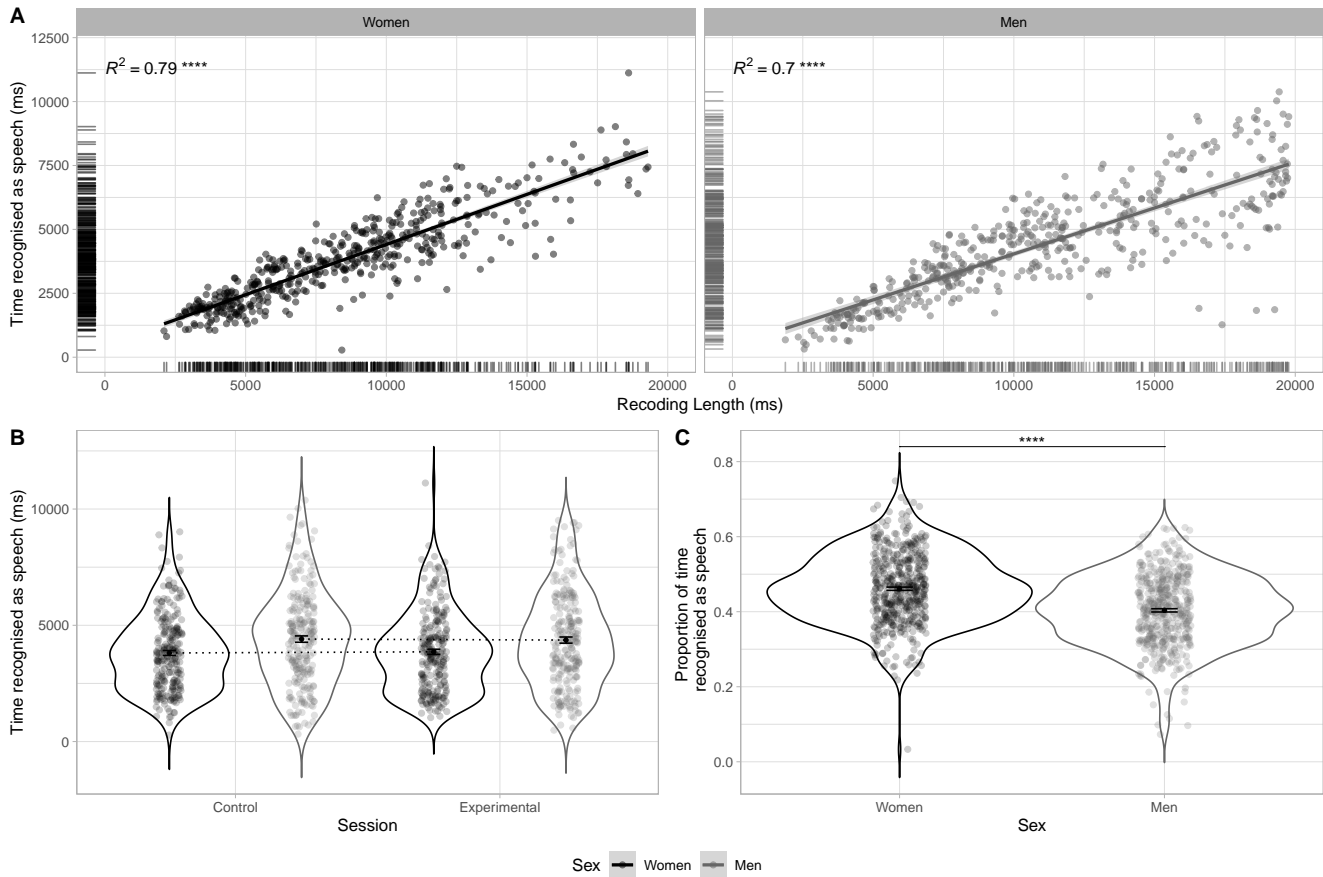 A
Women
Men
12500
10000
7500
5000
2500
0
Time recognised as speech (ms)
R² = 0.79 ****
R² = 0.7 ****
0 5000 10000 15000 20000
0 5000 10000 15000 20000
Recoding Length (ms)
B
Time recognised as speech (ms)
10000
5000
0
Control Experimental
Session
C
Proportion of time
recognised as speech
****
0.8
0.6
0.4
0.2
0.0
Women Men
Sex
Sex Women Men